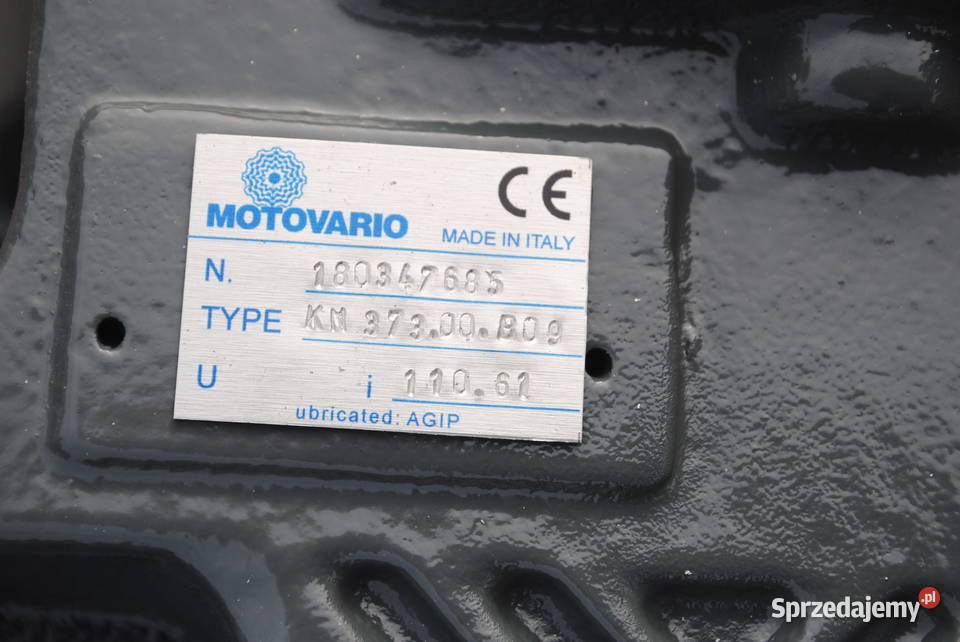 MOTOVARIO
CE
MADE IN ITALY
N. 180347685
TYPE KM 373.00.B09
U i 110.61
ubricated: AGIP
Sprzedajemy.pl